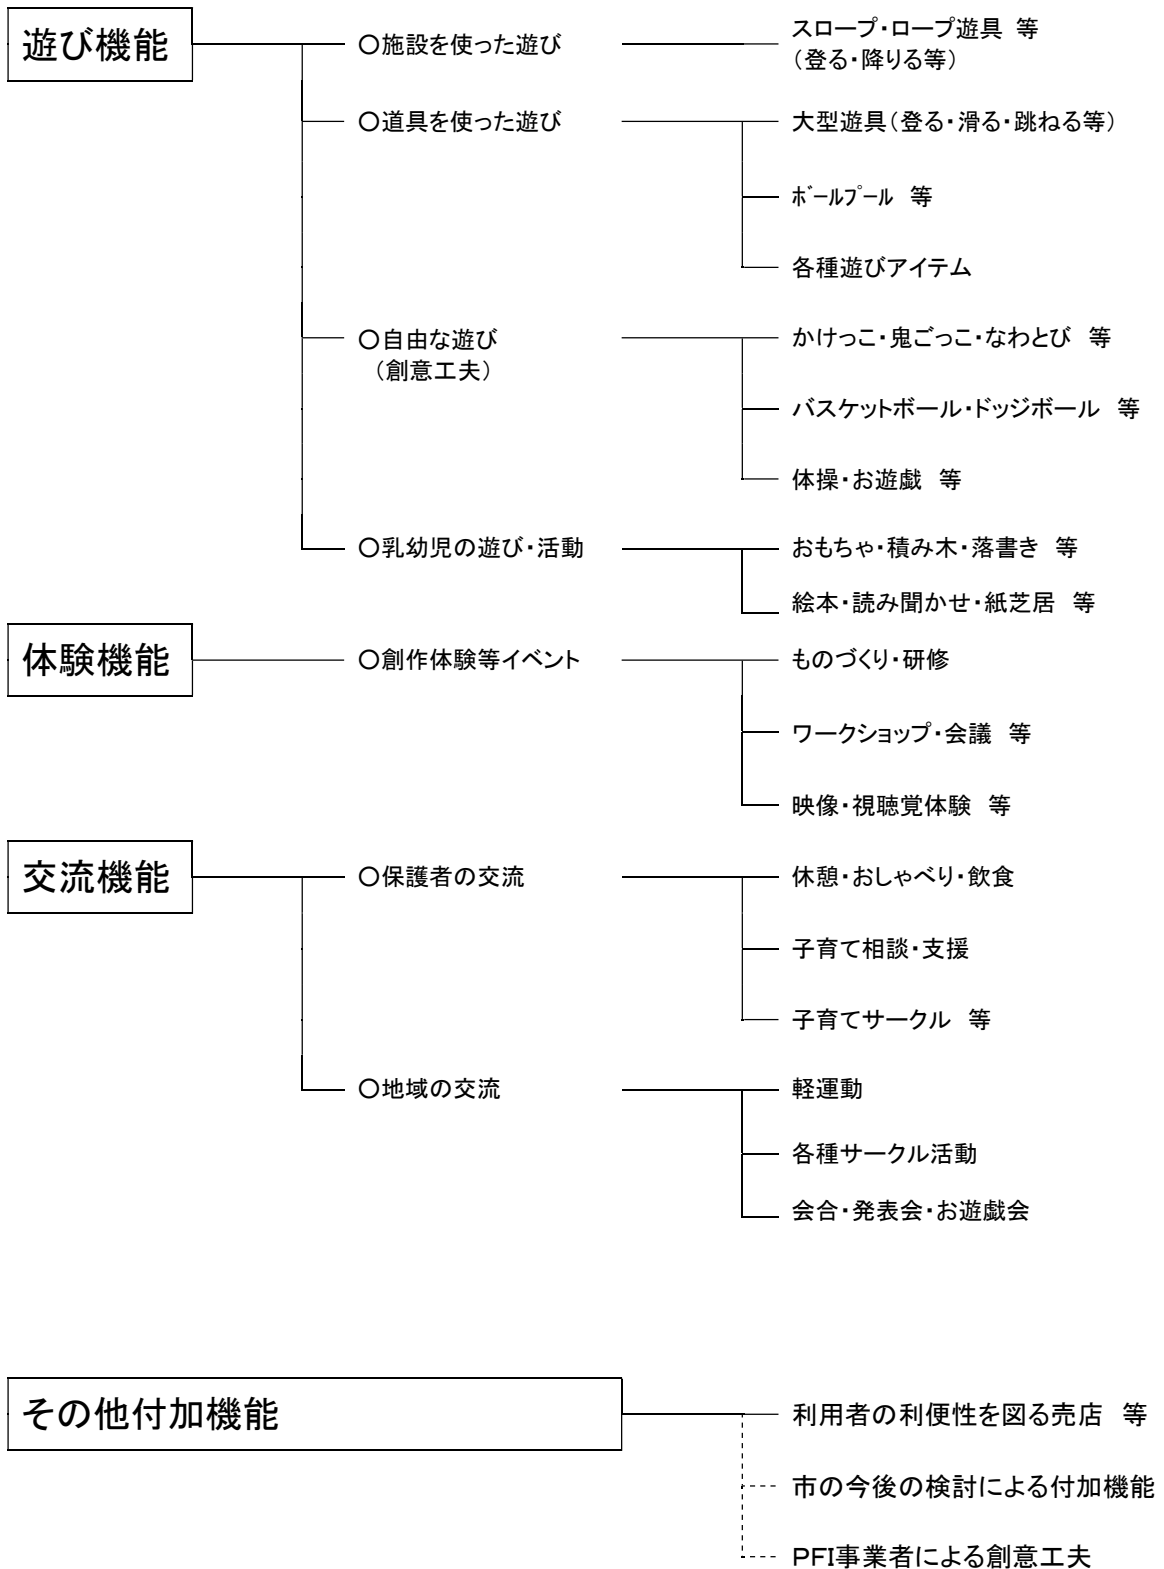 遊び機能
〇施設を使った遊び
スロープ・ロープ遊具 等
（登る・降りる等）
〇道具を使った遊び
大型遊具（登る・滑る・跳ねる等）
ﾎﾞｰﾙﾌﾟｰﾙ 等
各種遊びアイテム
〇自由な遊び
（創意工夫）
かけっこ・鬼ごっこ・なわとび 等
バスケットボール・ドッジボール 等
体操・お遊戯 等
〇乳幼児の遊び・活動
おもちゃ・積み木・落書き 等
絵本・読み聞かせ・紙芝居 等
体験機能
〇創作体験等イベント
ものづくり・研修
ワークショップ・会議 等
映像・視聴覚体験 等
交流機能
〇保護者の交流
休憩・おしゃべり・飲食
子育て相談・支援
子育てサークル 等
〇地域の交流
軽運動
各種サークル活動
会合・発表会・お遊戯会
その他付加機能
利用者の利便性を図る売店 等
市の今後の検討による付加機能
PFI事業者による創意工夫